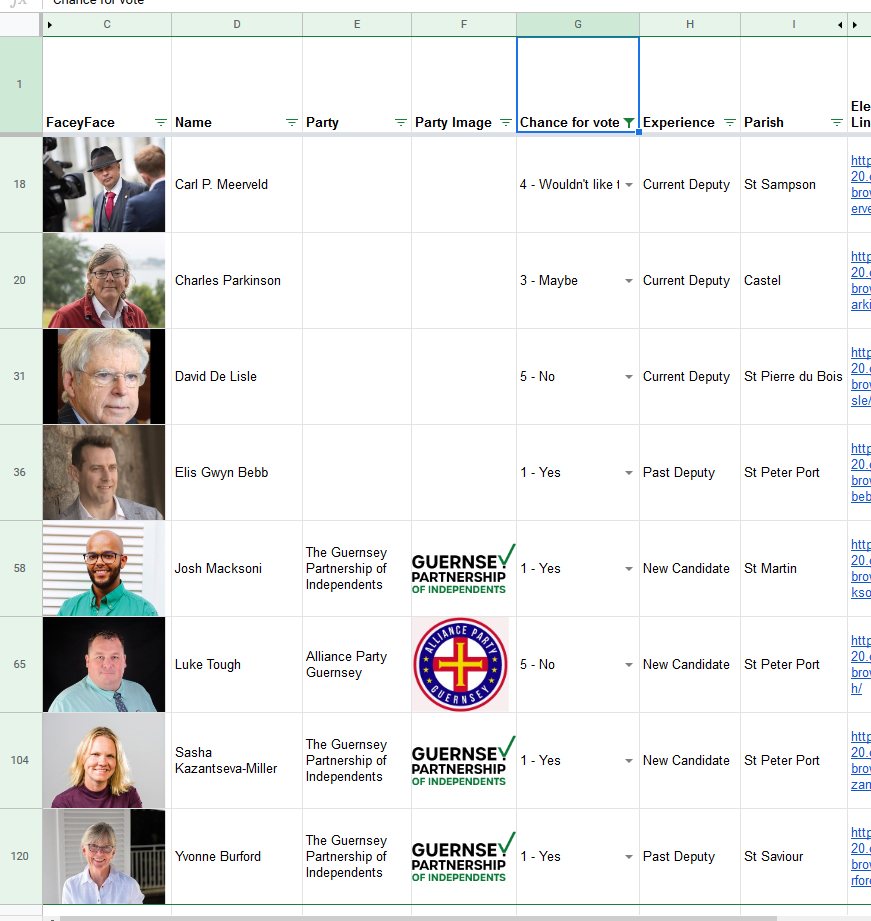 Chance for vote
C D E F G H I
1
FaceyFace Name Party Party Image Chance for vote Experience Parish
Ele
Lin
18 Carl P. Meerveld 4 - Wouldn't like Current Deputy St Sampson
http
20.
brow
erve
20 Charles Parkinson 3 - Maybe Current Deputy Castel
http
20.
brow
arki
31 David De Lisle 5 - No Current Deputy St Pierre du Bois
http
20.
brow
sle/
36 Elis Gwyn Bebb 1 - Yes Past Deputy St Peter Port
http
20.
brow
beb
58 Josh Macksoni
The Guernsey
Partnership of
Independents
GUERNSEY
PARTNERSHIP
OF INDEPENDENTS
1 - Yes New Candidate St Martin
http
20.
brow
kso
65 Luke Tough
Alliance Party
Guernsey
ALLIANCE PARTY
GUERNSEY
5 - No New Candidate St Peter Port
http
20.
brow
h/
104
Sasha
Kazantseva-Miller
The Guernsey
Partnership of
Independents
GUERNSEY
PARTNERSHIP
OF INDEPENDENTS
1 - Yes New Candidate St Peter Port
http
20.
brow
zan
120 Yvonne Burford
The Guernsey
Partnership of
Independents
GUERNSEY
PARTNERSHIP
OF INDEPENDENTS
1 - Yes Past Deputy St Saviour
http
20.
brow
rford